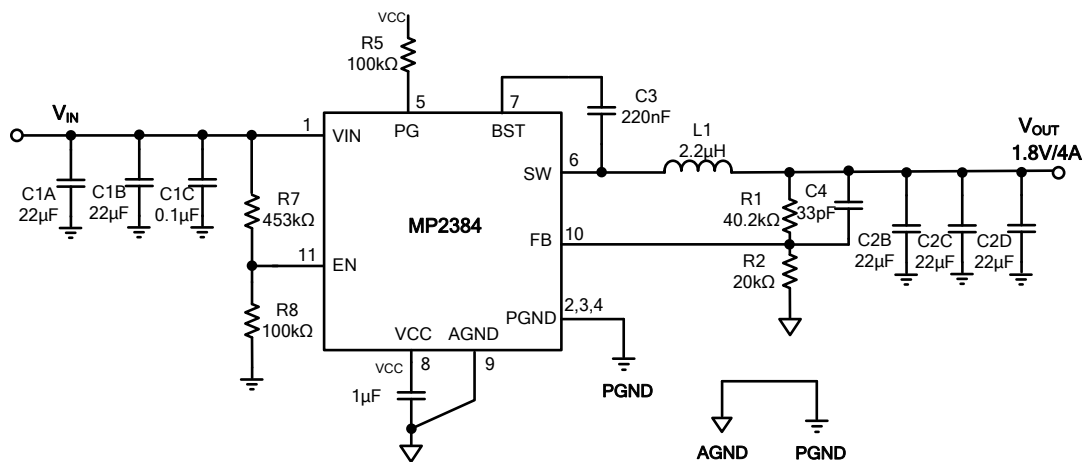 VCC
R5
100kΩ
5
7
C3
220nF
V_IN
1
VIN
PG
BST
6
SW
L1
2.2µH
V_OUT
1.8V/4A
C1A
22µF
C1B
22µF
C1C
0.1µF
R7
453kΩ
MP2384
R1
40.2kΩ
C4
33pF
FB
10
11
EN
R2
20kΩ
C2B
22µF
C2C
22µF
C2D
22µF
R8
100kΩ
PGND
2,3,4
VCC
AGND
VCC
8
9
1µF
PGND
AGND
PGND